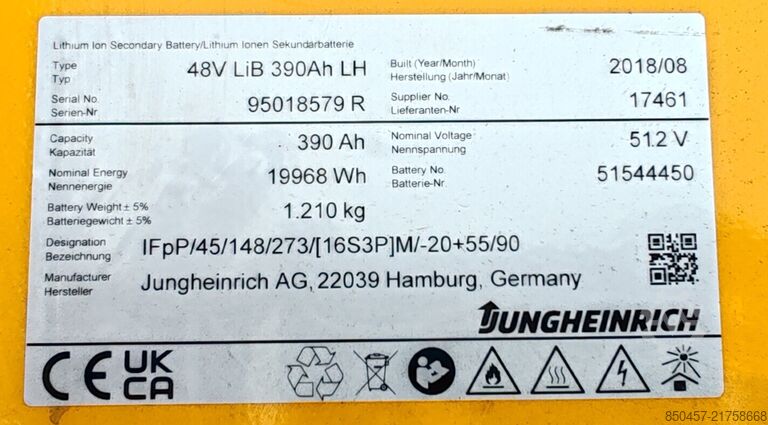 Lithium Ion Secondary Battery/Lithium Ionen Sekundärbatterie
Type 48V LiB 390Ah LH Built (Year/Month) 2018/08
Typ Herstellung (Jahr/Monat)
Serial No. 95018579 R Supplier No. 17461
Serien-Nr Lieferanten-Nr
Capacity 390 Ah Nominal Voltage 51.2 V
Kapazität Nennspannung
Nominal Energy 19968 Wh Battery No. 51544450
Nennenergie Batterie-Nr.
Battery Weight ± 5% 1.210 kg
Batteriegewicht ± 5%
Designation IFpP/45/148/273/[16S3P]M/-20+55/90
Bezeichnung
Manufacturer Jungheinrich AG, 22039 Hamburg, Germany
Hersteller
JUNGHEINRICH
CE UK
CA
850457-21758668